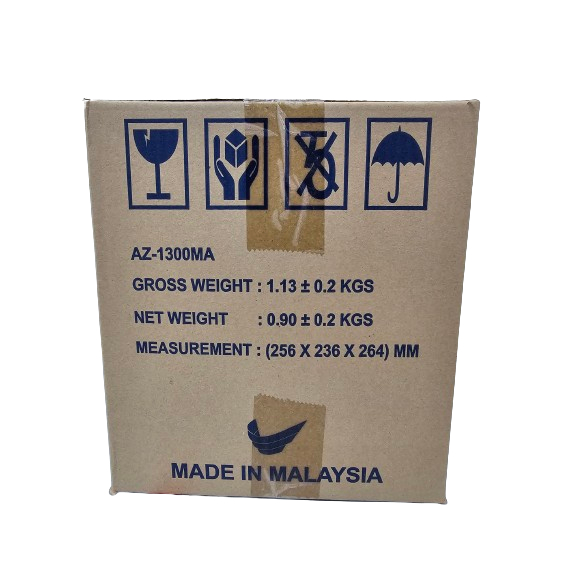 AZ-1300MA
GROSS WEIGHT : 1.13 ± 0.2 KGS
NET WEIGHT : 0.90 ± 0.2 KGS
MEASUREMENT : (256 X 236 X 264) MM
MADE IN MALAYSIA